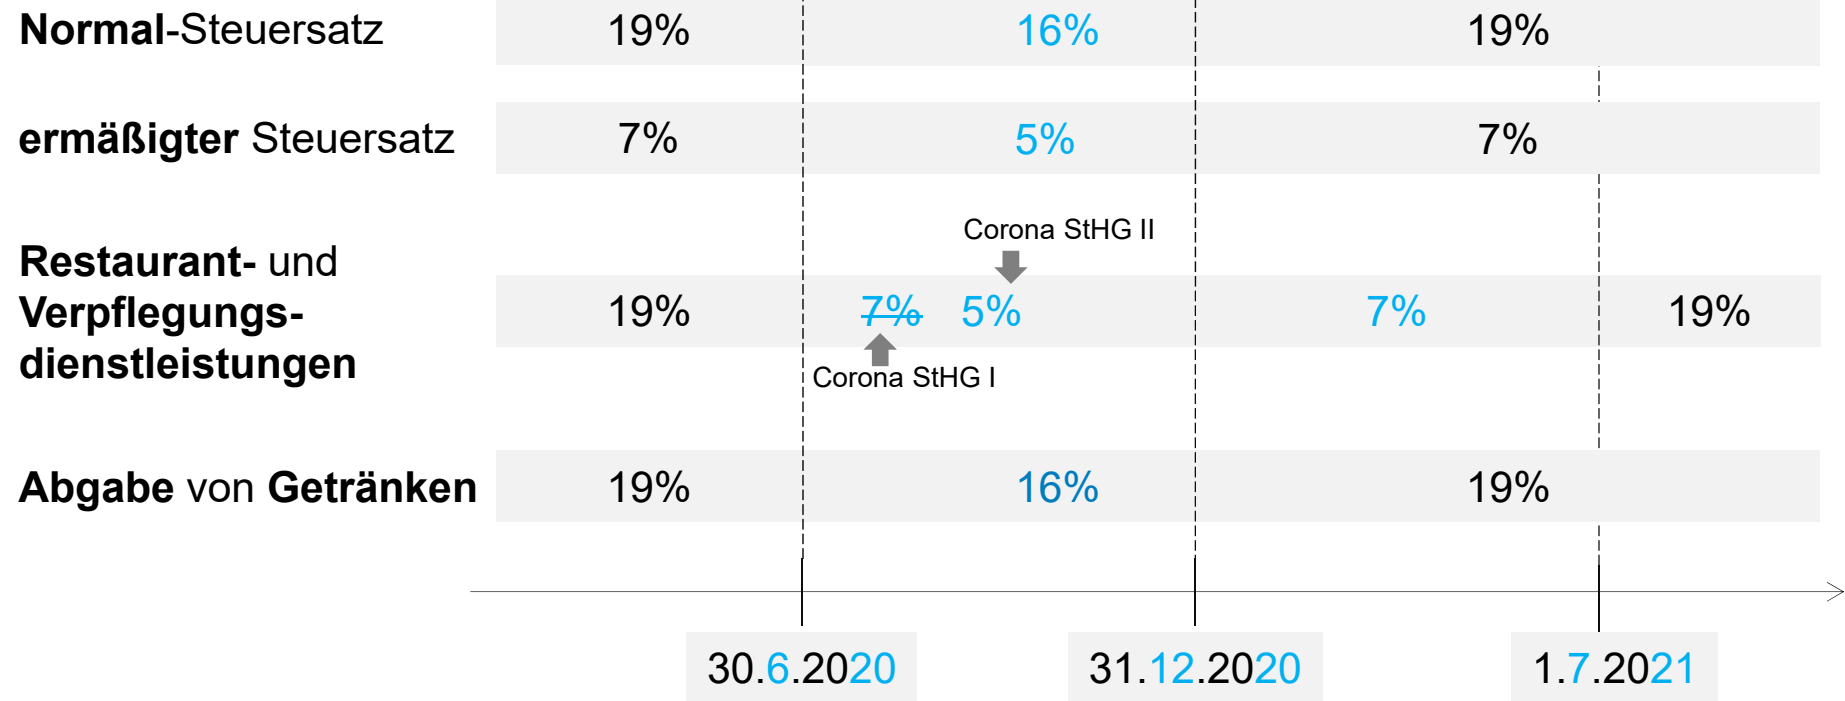 Normal-Steuersatz 19% 16% 19%
ermäßigter Steuersatz 7% 5% 7%
Corona StHG II
Restaurant- und
Verpflegungs- 19% 7% 5% 7% 19%
dienstleistungen
Corona StHG I
Abgabe von Getränken 19% 16% 19%
30.6.2020 31.12.2020 1.7.2021